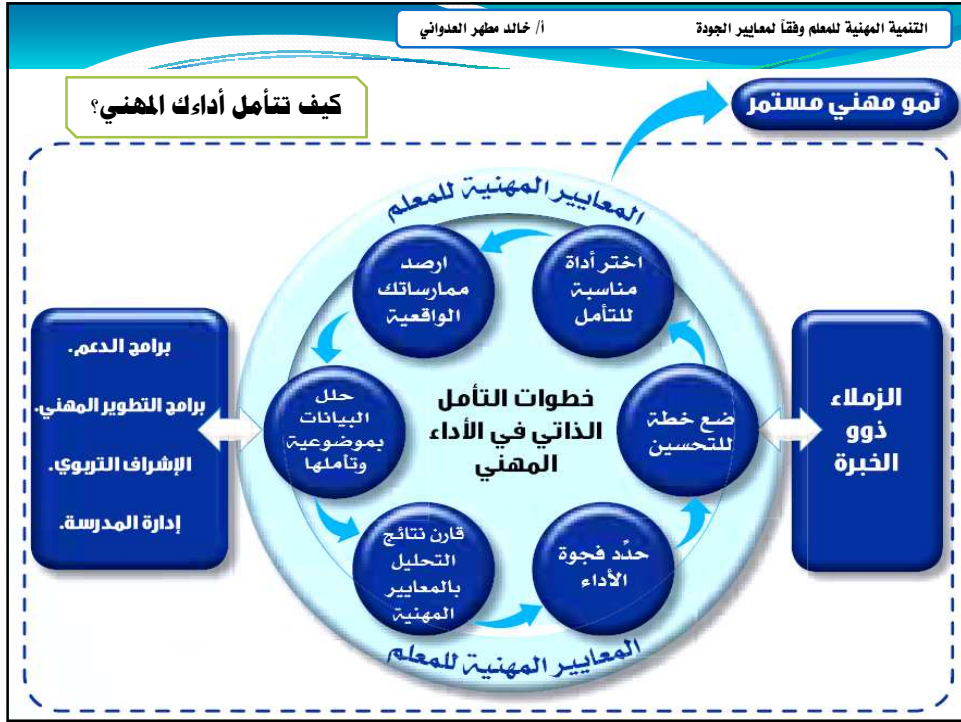 التنمية المهنية للمعلم وفقاً لمعايير الجودة
أ/ خالد مطهر العدواني
نمو مهني مستمر
كيف تتأمل أداءك المهني؟
المعايير المهنية للمعلم
اختر أداة
مناسبة
للتأمل
ارصد
ممارساتك
الواقعية
حلل
البيانات
بموضوعية
وتأملها
قارن نتائج
التحليل
بالمعايير
المهنية
حدِّد فجوة
الأداء
ضع خطة
للتحسين
خطوات التأمل
الذاتي في الأداء
المهني
المعايير المهنية للمعلم
الزملاء
ذوو
الخبرة
برامج الدعم.
برامج التطوير المهني.
الإشراف التربوي.
إدارة المدرسة.